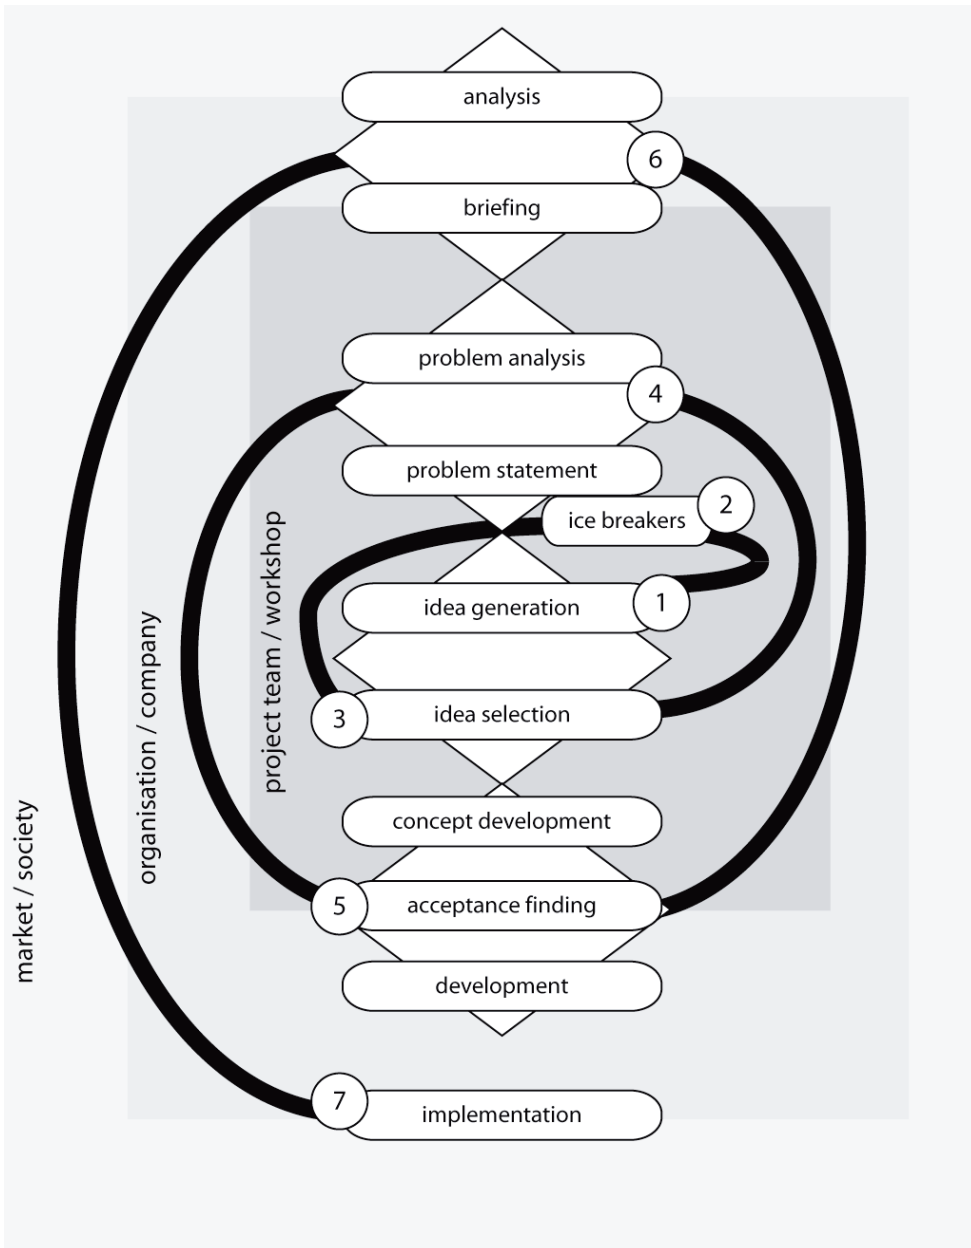 analysis
6
briefing
problem analysis
4
problem statement
2
ice breakers
idea generation
1
idea selection
3
concept development
5
acceptance finding
development
7
implementation
project team / workshop
organisation / company
market / society